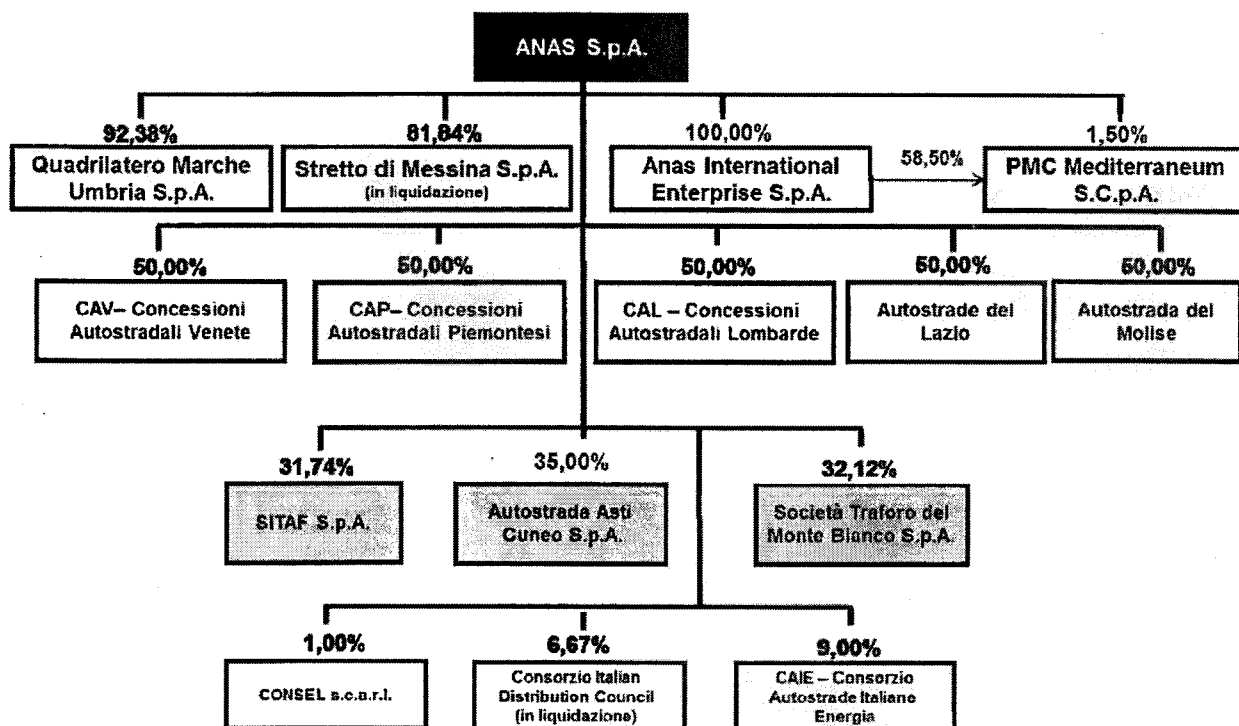 ANAS S.p.A.
92,38%
Quadrilatero Marche
Umbria S.p.A.
81,84%
Stretto di Messina S.p.A.
(in liquidazione)
100,00%
Anas International
Enterprise S.p.A.
58,50%
1,50%
PMC Mediterraneum
S.C.p.A.
50,00%
CAV– Concessioni
Autostradali Venete
50,00%
CAP– Concessioni
Autostradali Piemontesi
50,00%
CAL – Concessioni
Autostradali Lombarde
50,00%
Autostrade del
Lazio
50,00%
Autostrada del
Molise
31,74%
SITAF S.p.A.
35,00%
Autostrada Asti
Cuneo S.p.A.
32,12%
Società Traforo del
Monte Bianco S.p.A.
1,00%
CONSEL s.c.a.r.l.
6,67%
Consorzio Italian
Distribution Council
(in liquidazione)
9,00%
CAIE – Consorzio
Autostrade Italiane
Energia